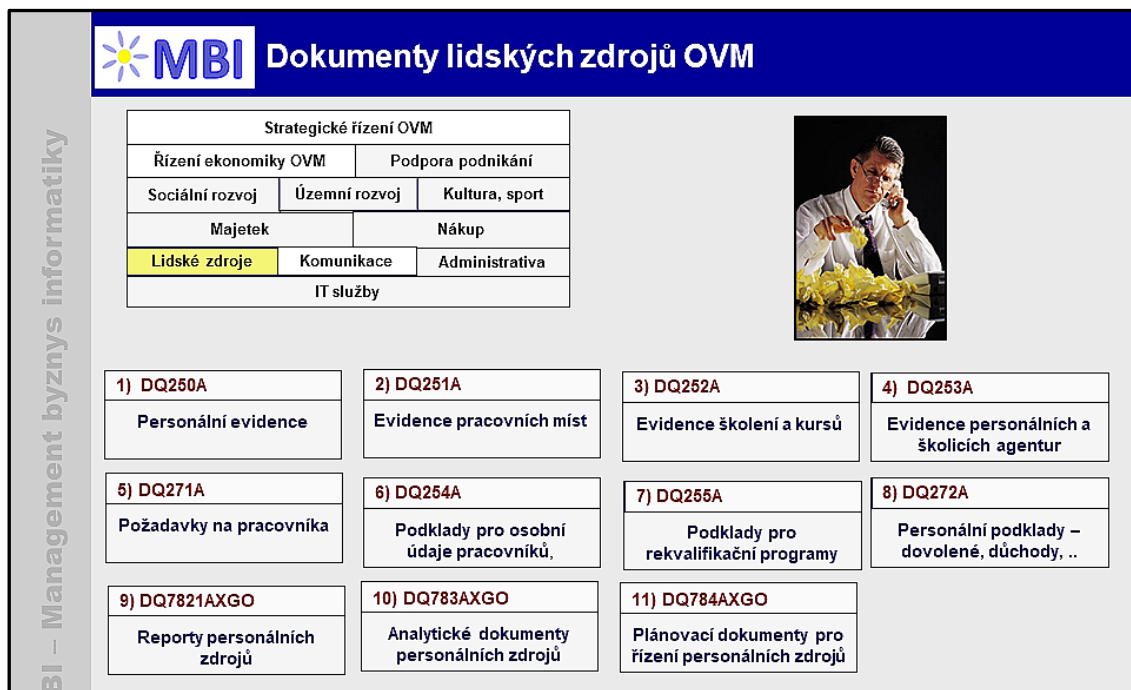 MBI
Dokumenty lidských zdrojů OVM
BI – Management byznys informatiky
Strategické řízení OVM
Řízení ekonomiky OVM
Podpora podnikání
Sociální rozvoj
Územní rozvoj
Kultura, sport
Majetek
Nákup
Lidské zdroje
Komunikace
Administrativa
IT služby
1) DQ250A
Personální evidence
2) DQ251A
Evidence pracovních míst
3) DQ252A
Evidence školení a kursů
4) DQ253A
Evidence personálních a
školicích agentur
5) DQ271A
Požadavky na pracovníka
6) DQ254A
Podklady pro osobní
údaje pracovníků,
7) DQ255A
Podklady pro
rekvalifikační programy
8) DQ272A
Personální podklady –
dovolené, důchody, ..
9) DQ7821AXGO
Reporty personálních
zdrojů
10) DQ783AXGO
Analytické dokumenty
personálních zdrojů
11) DQ784AXGO
Plánovací dokumenty pro
řízení personálních zdrojů